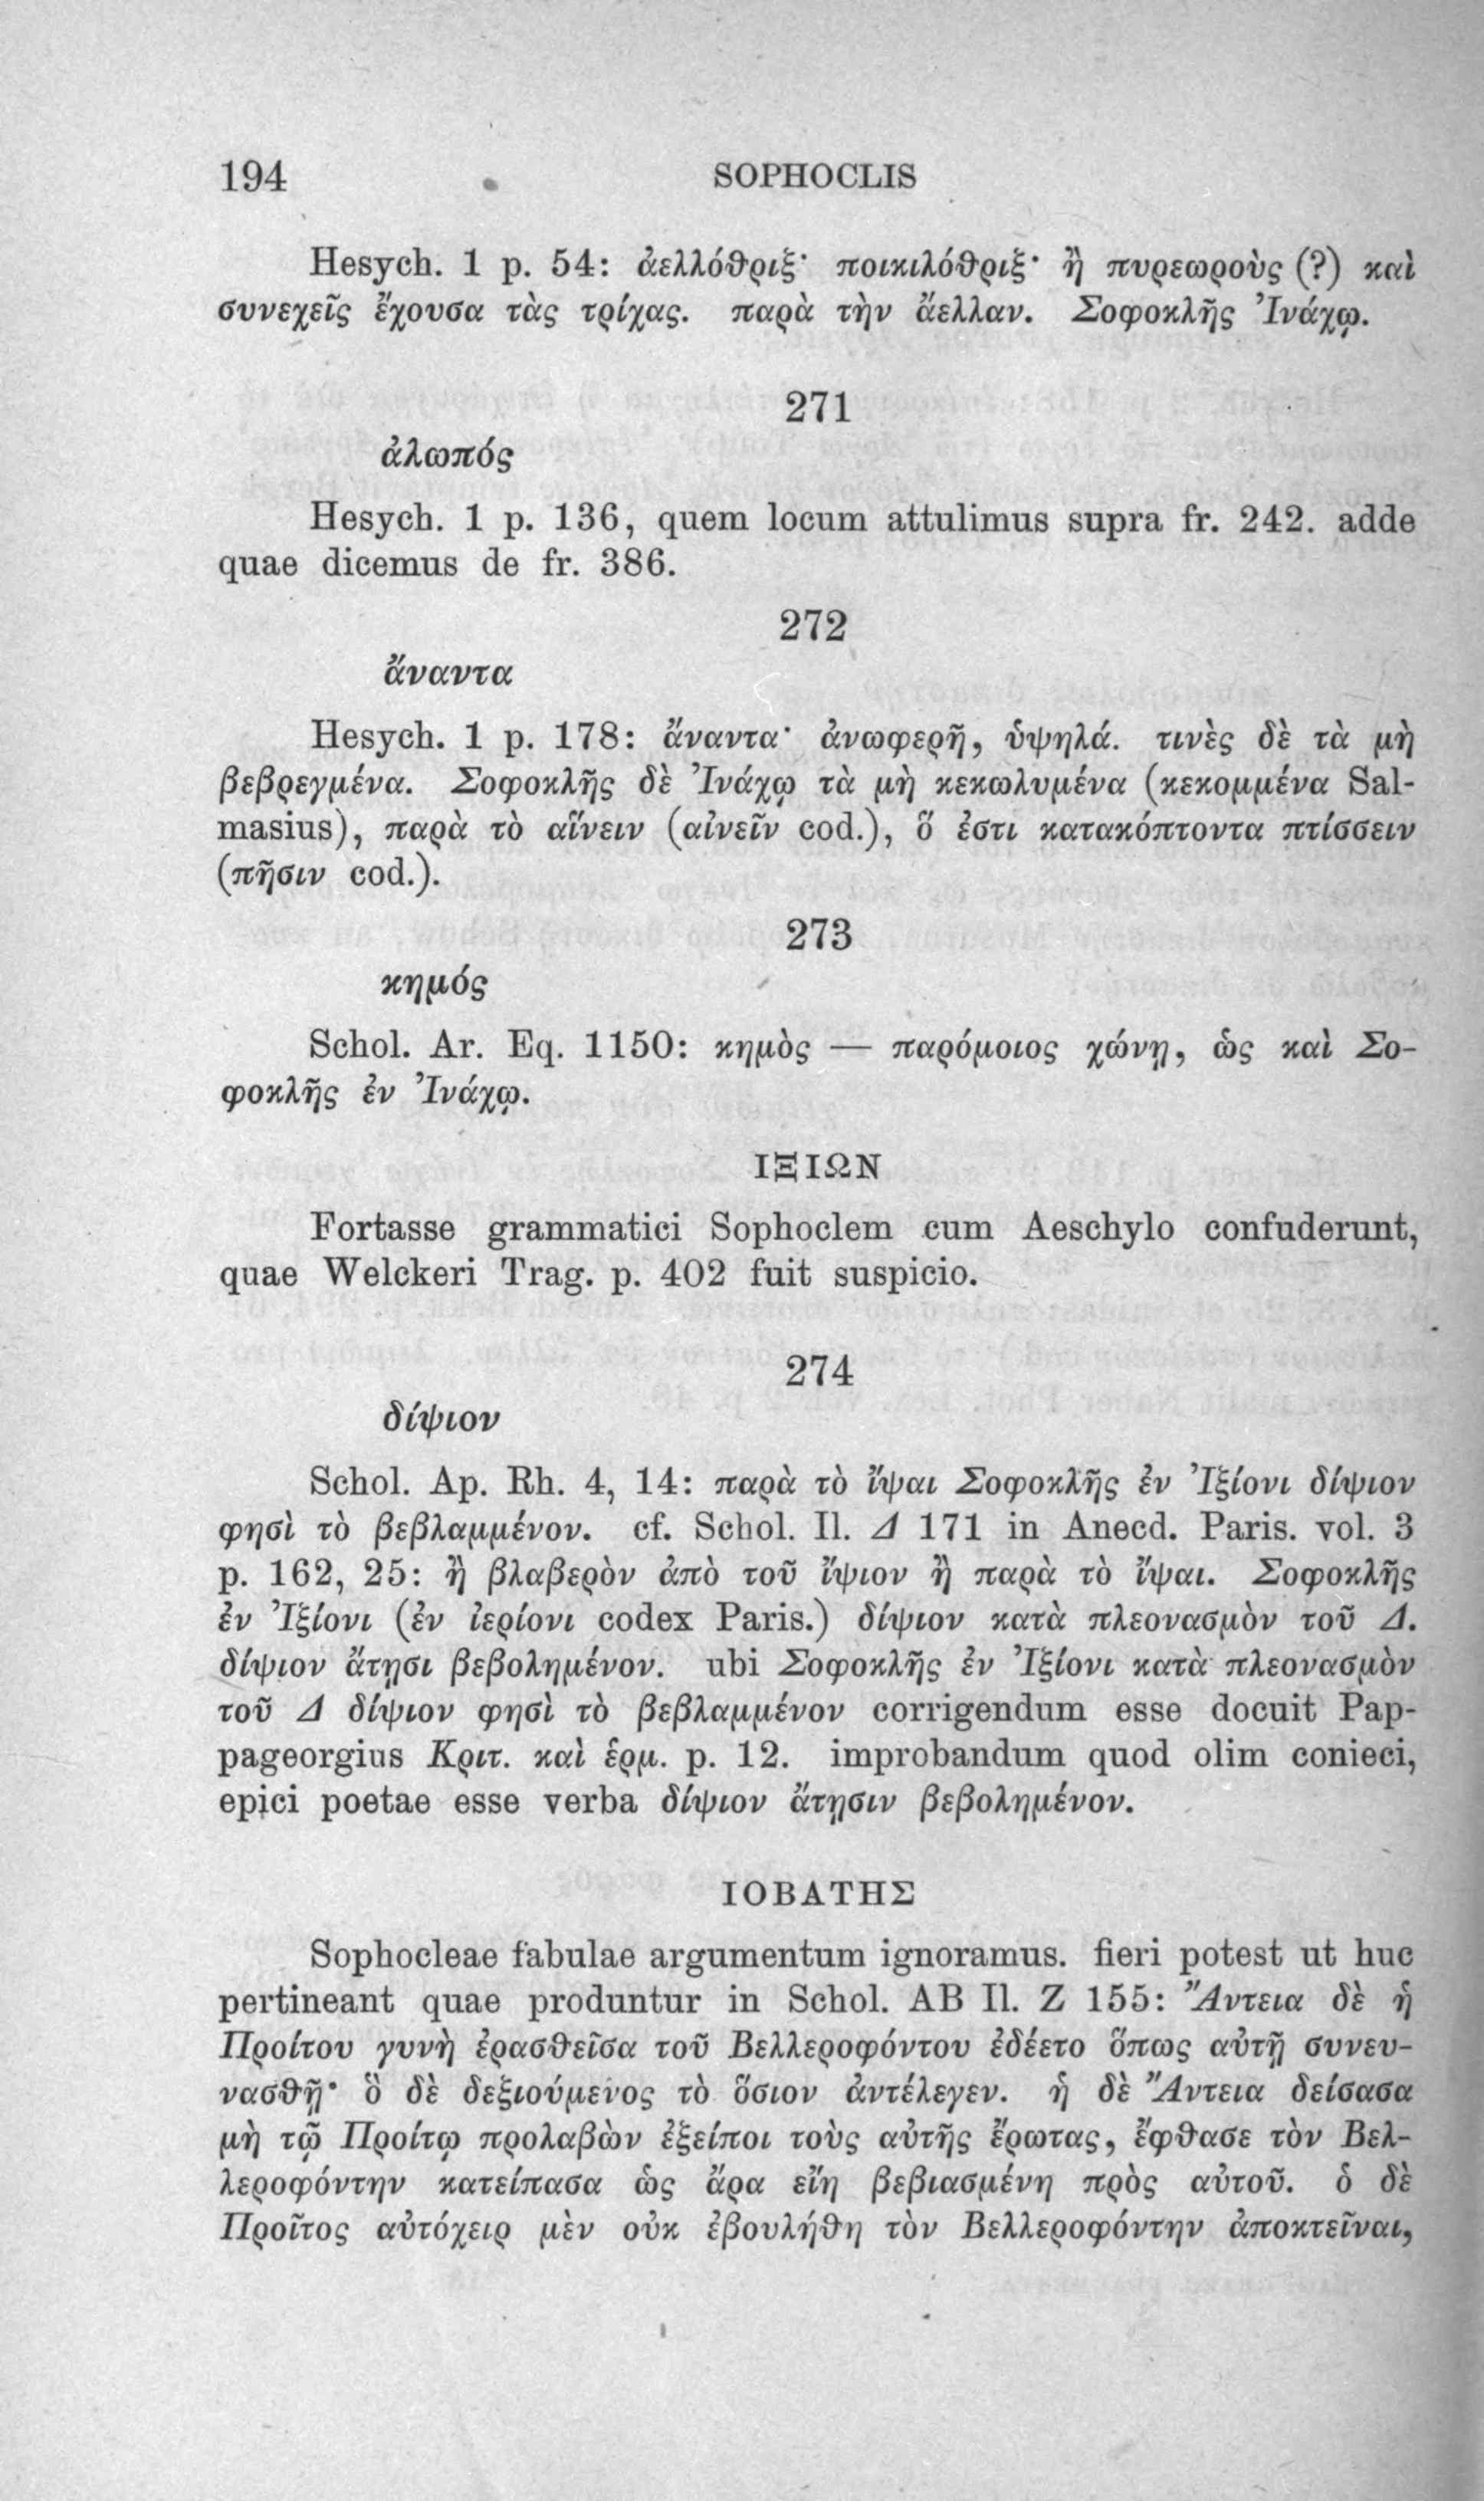 194 SOPHOCLIS
Hesych. 1 p. 54: ἀελλόθριξ· ποικιλόθριξ· ἢ πυρεωροὺς (?) καὶ
συνεχεῖς ἔχουσα τὰς τρίχας. παρὰ τὴν ἄελλαν. Σοφοκλῆς Ἰνάχῳ.
271
ἀλωπός
Hesych. 1 p. 136, quem locum attulimus supra fr. 242. adde
quae dicemus de fr. 386.
272
ἄναντα
Hesych. 1 p. 178: ἄναντα· ἀνωφερῆ, ὑψηλά. τινὲς δὲ τὰ μὴ
βεβρεγμένα. Σοφοκλῆς δὲ Ἰνάχῳ τὰ μὴ κεκωλυμένα (κεκομμένα Sal-
masius), παρὰ τὸ αἴνειν (αἰνεῖν cod.), ὅ ἐστι κατακόπτοντα πτίσσειν
(πῆσιν cod.).
273
κημός
Schol. Ar. Eq. 1150: κημὸς — παρόμοιος χώνῃ, ὡς καὶ Σο-
φοκλῆς ἐν Ἰνάχῳ.
ΙΞΙΩΝ
Fortasse grammatici Sophoclem cum Aeschylo confuderunt,
quae Welckeri Trag. p. 402 fuit suspicio.
274
δίψιον
Schol. Ap. Rh. 4, 14: παρὰ τὸ ἴψαι Σοφοκλῆς ἐν Ἰξίονι δίψιον
φησὶ τὸ βεβλαμμένον. cf. Schol. Il. Δ 171 in Anecd. Paris. vol. 3
p. 162, 25: ἢ βλαβερὸν ἀπὸ τοῦ ἴψιον ἢ παρὰ τὸ ἴψαι. Σοφοκλῆς
ἐν Ἰξίονι (ἐν ἱερίονι codex Paris.) δίψιον κατὰ πλεονασμὸν τοῦ Δ.
δίψιον ἄτῃσι βεβολημένον. ubi Σοφοκλῆς ἐν Ἰξίονι κατὰ πλεονασμὸν
τοῦ Δ δίψιον φησὶ τὸ βεβλαμμένον corrigendum esse docuit Pap-
pageorgius Κριτ. καὶ ἑρμ. p. 12. improbandum quod olim conieci,
epici poetae esse verba δίψιον ἄτῃσιν βεβολημένον.
ΙΟΒΑΤΗΣ
Sophocleae fabulae argumentum ignoramus. fieri potest ut huc
pertineant quae produntur in Schol. AB Il. Z 155: Ἄντεια δὲ ἡ
Προίτου γυνὴ ἐρασθεῖσα τοῦ Βελλεροφόντου ἐδέετο ὅπως αὐτῇ συνευ-
νασθῇ· ὃ δὲ δεξιούμενος τὸ ὅσιον ἀντέλεγεν. ἡ δὲ Ἄντεια δείσασα
μὴ τῷ Προίτῳ προλαβὼν ἐξείποι τοὺς αὐτῆς ἔρωτας, ἔφθασε τὸν Βελ-
λεροφόντην κατείπασα ὡς ἄρα εἴη βεβιασμένη πρὸς αὐτοῦ. ὁ δὲ
Προῖτος αὐτόχειρ μὲν οὐκ ἐβουλήθη τὸν Βελλεροφόντην ἀποκτεῖναι,